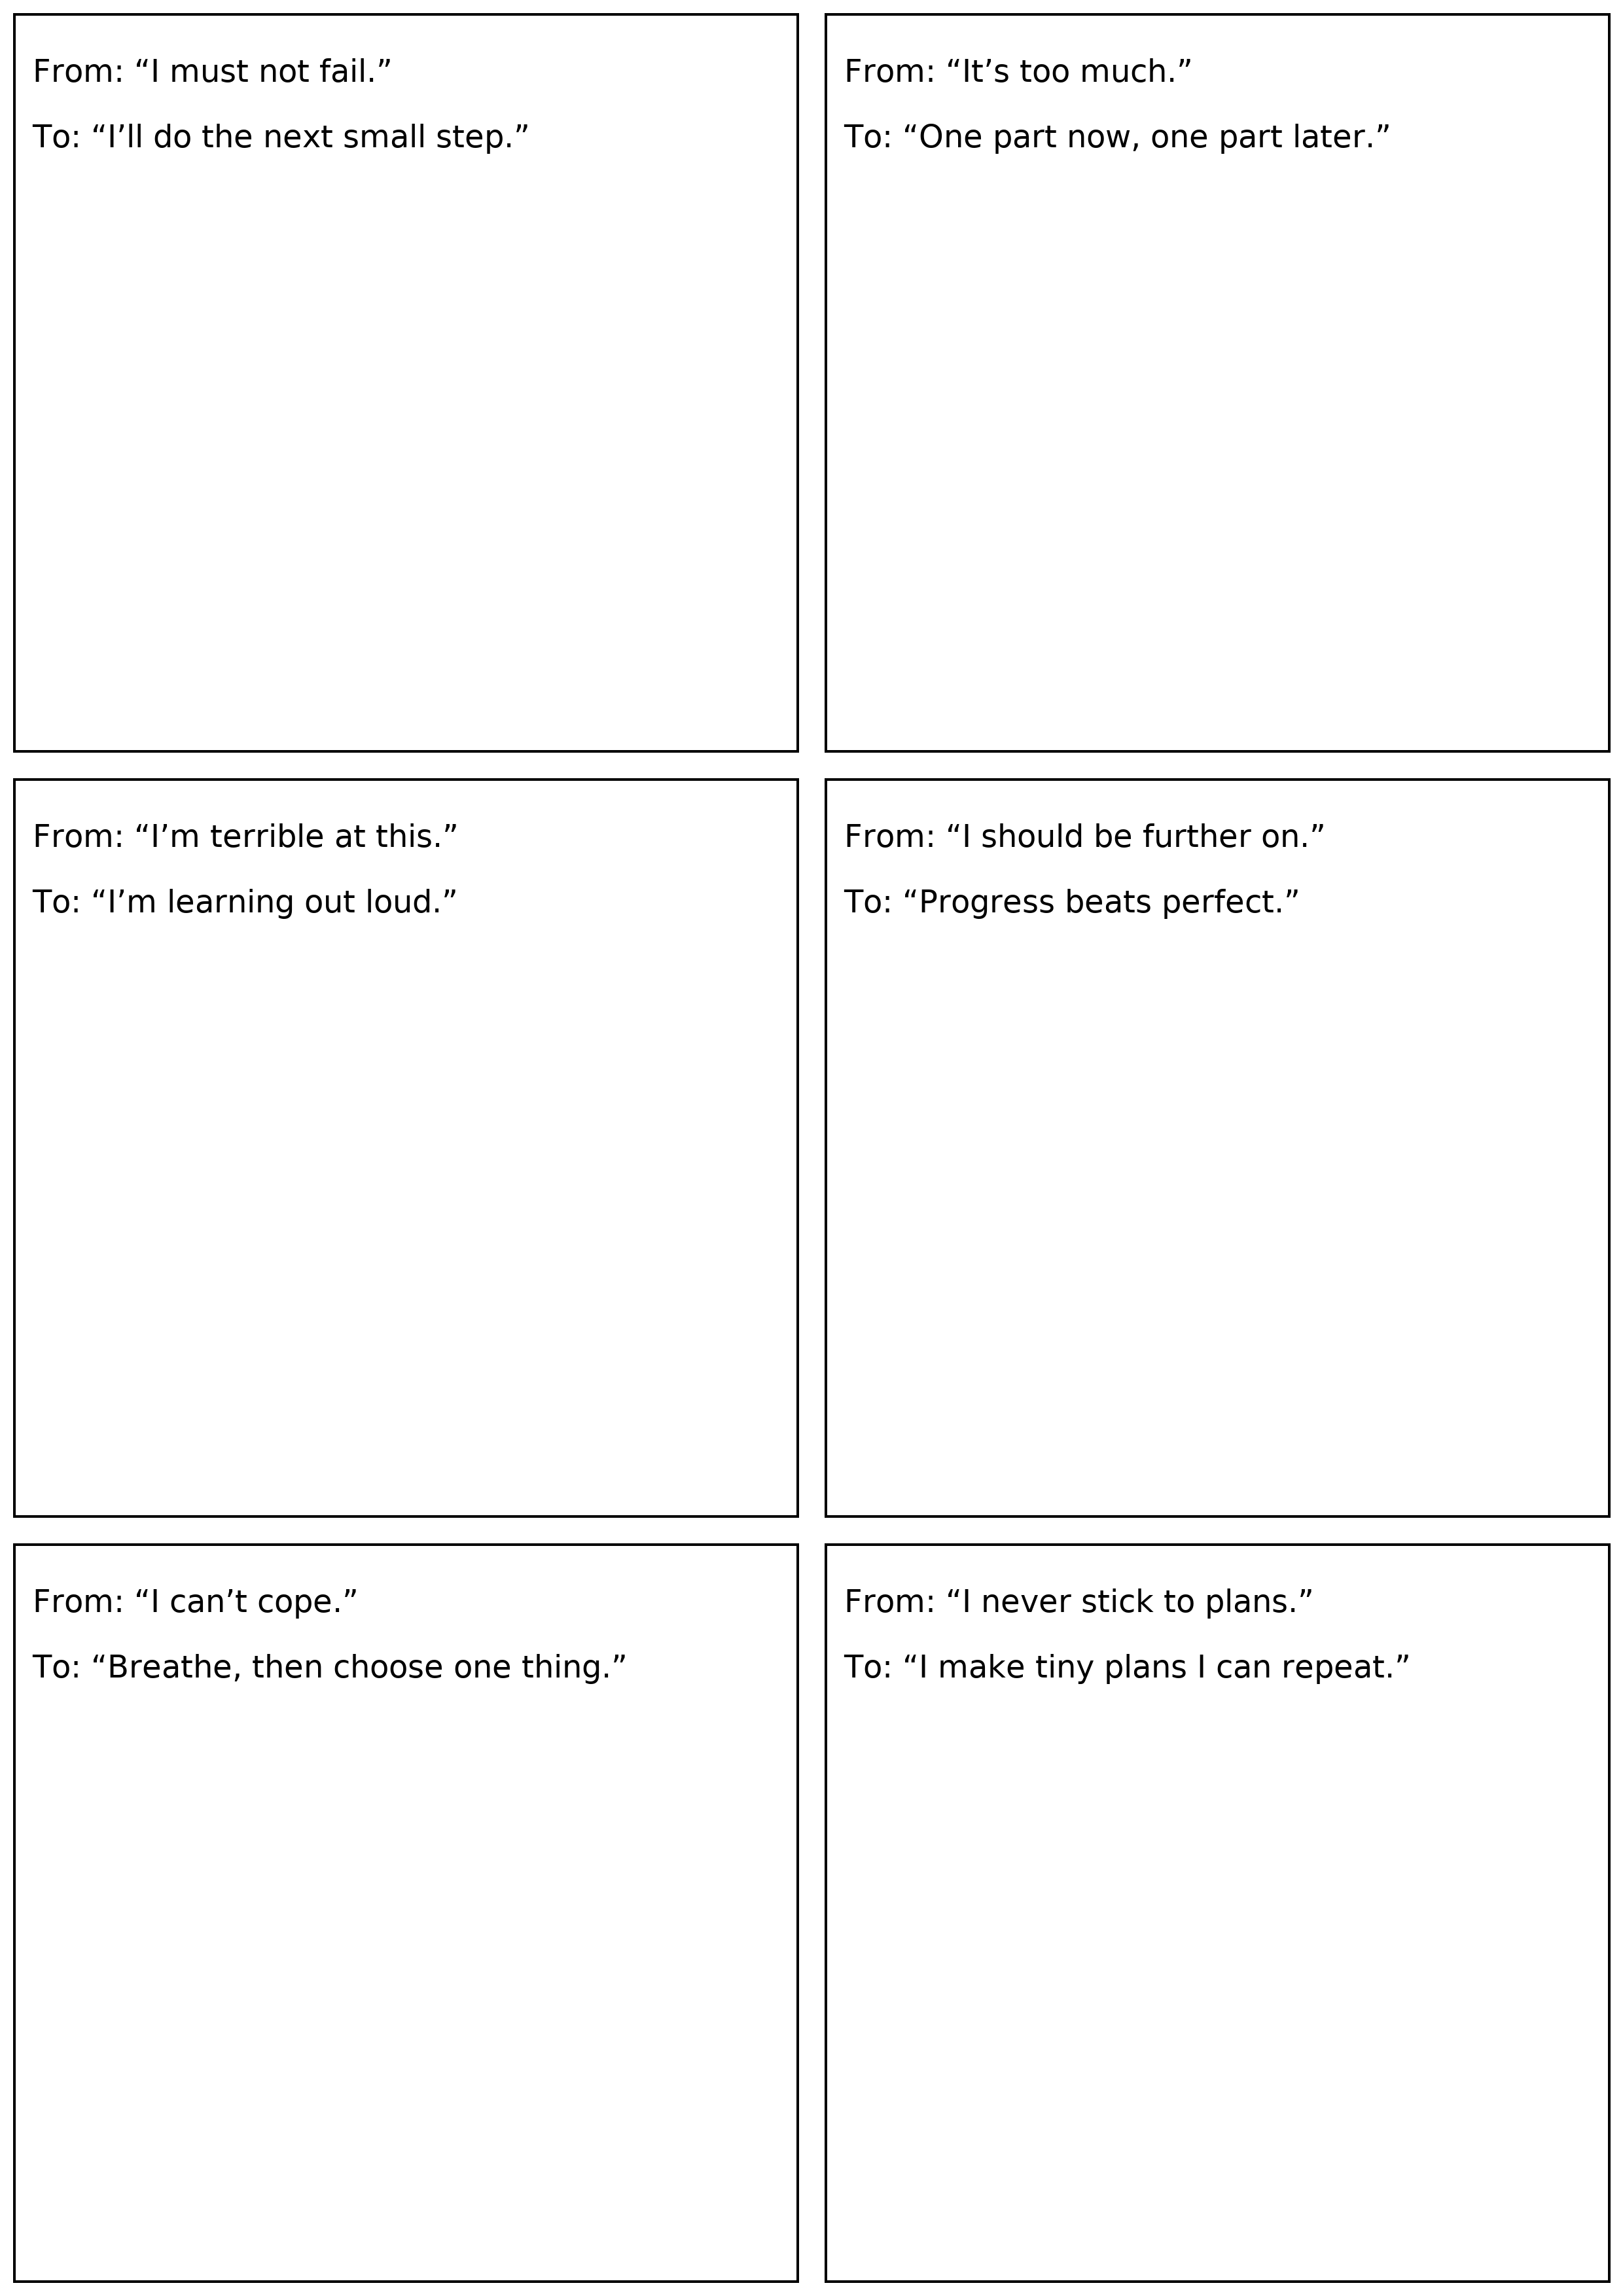 From: “I must not fail.”
To: “I’ll do the next small step.”
From: “It’s too much.”
To: “One part now, one part later.”
From: “I’m terrible at this.”
To: “I’m learning out loud.”
From: “I should be further on.”
To: “Progress beats perfect.”
From: “I can’t cope.”
To: “Breathe, then choose one thing.”
From: “I never stick to plans.”
To: “I make tiny plans I can repeat.”